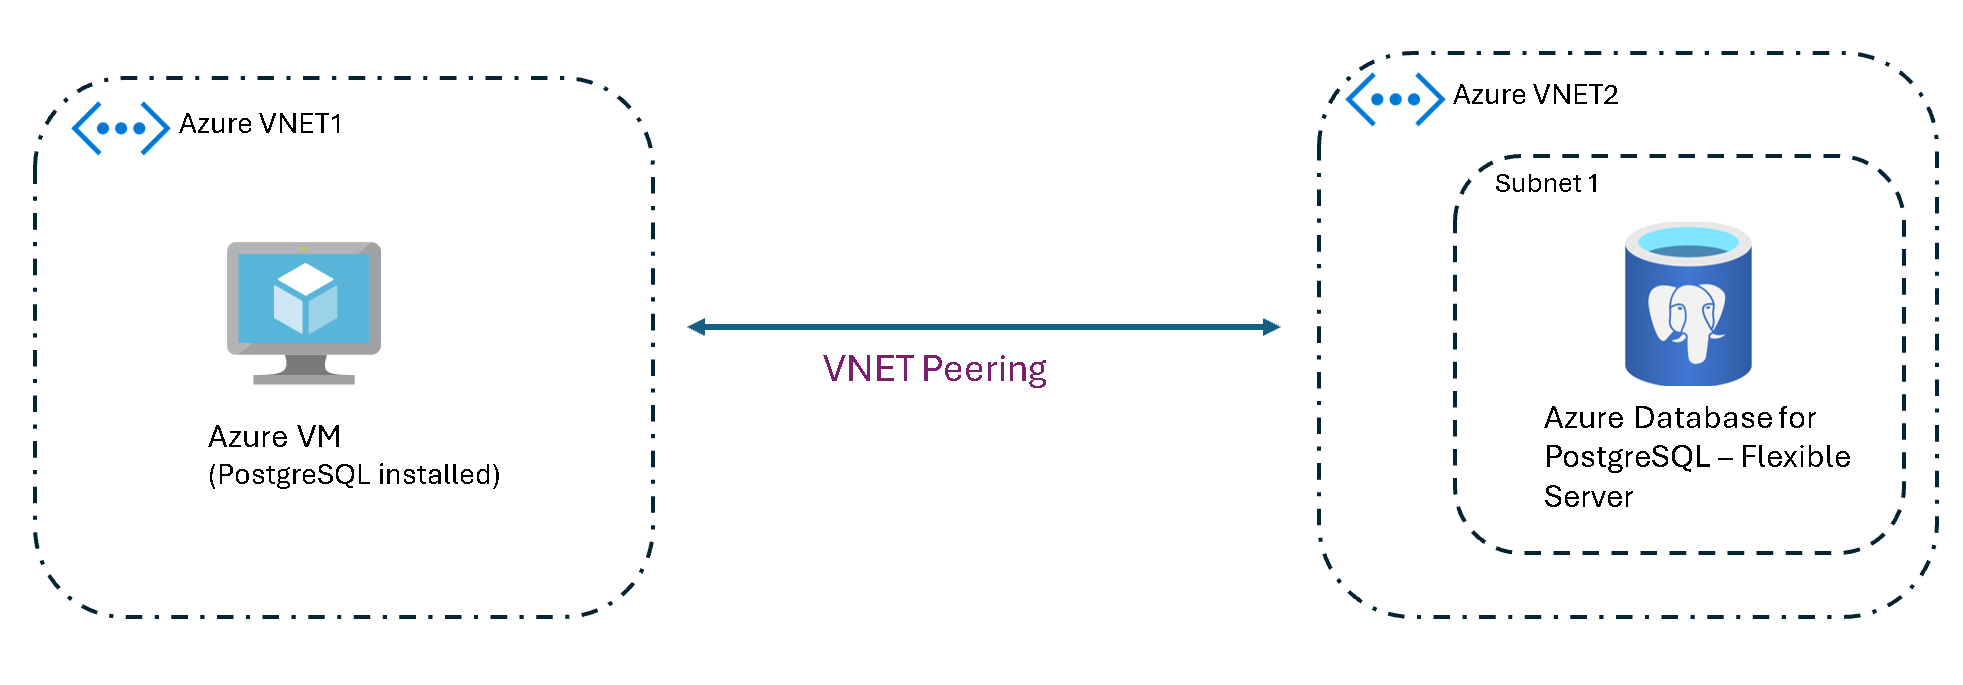 Azure VNET1
Azure VM
(PostgreSQL installed)
VNET Peering
Azure VNET2
Subnet 1
Azure Database for
PostgreSQL – Flexible
Server